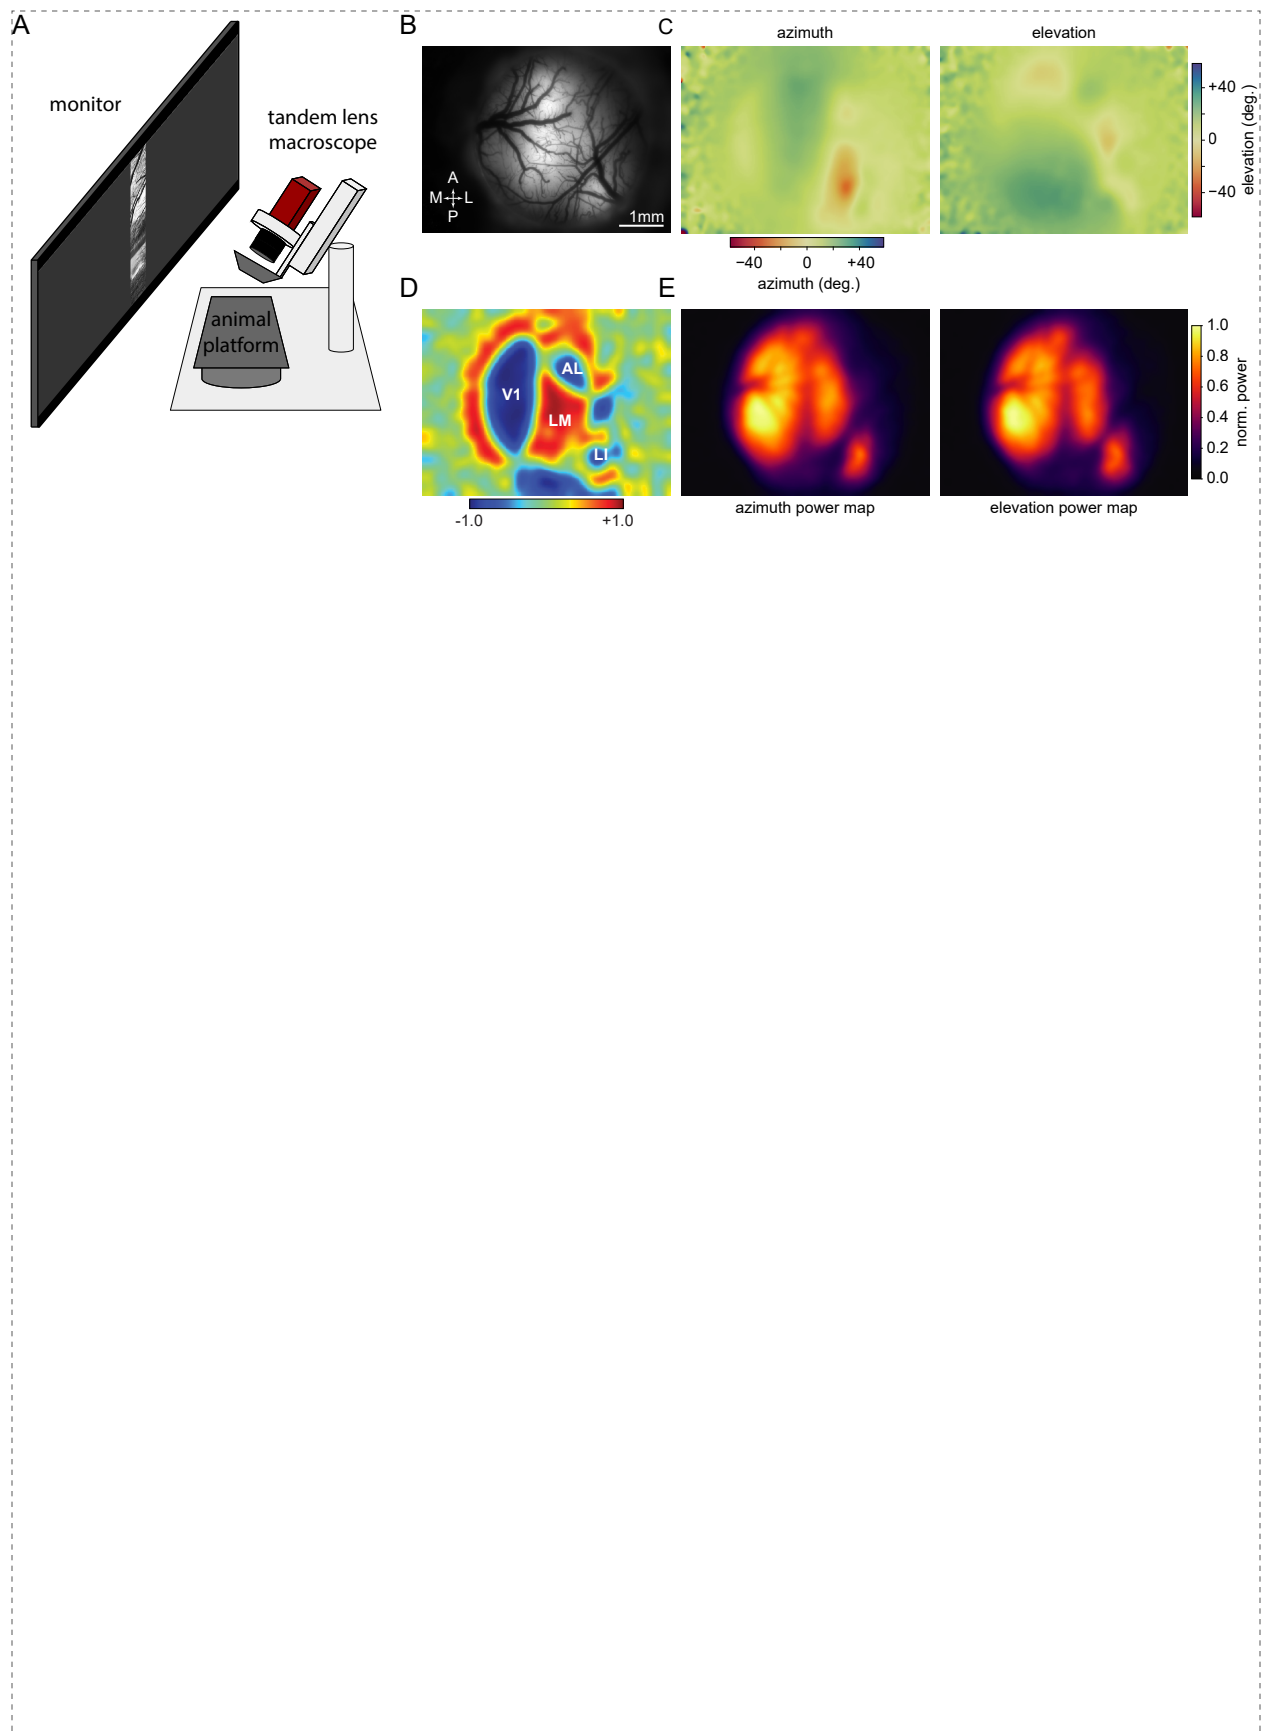 A
monitor
tandem lens
macroscope
animal
platform
B
A
M L
P
1mm
C
azimuth
elevation
−40 0 +40
azimuth (deg.)
+40
0
−40
elevation (deg.)
D
V1
AL
LM
LI
-1.0 +1.0
E
azimuth power map
elevation power map
1.0
0.8
0.6
0.4
0.2
0.0
norm. power